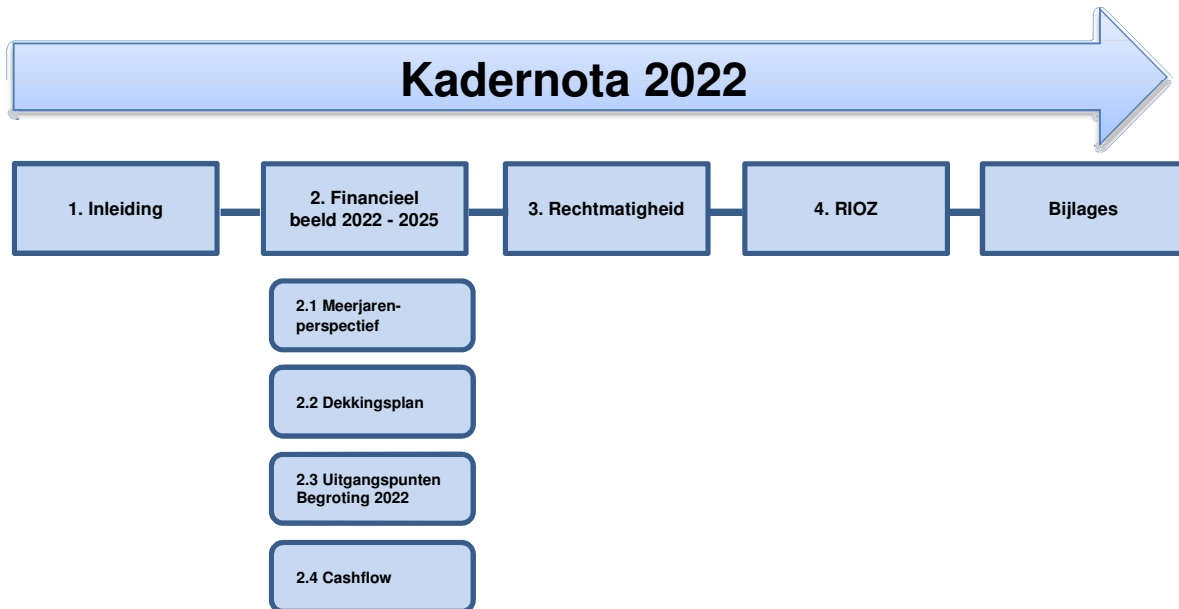 Kadernota 2022
1. Inleiding
2. Financieel
beeld 2022 - 2025
3. Rechtmatigheid
4. RIOZ
Bijlages
2.1 Meerjaren-
perspectief
2.2 Dekkingsplan
2.3 Uitgangspunten
Begroting 2022
2.4 Cashflow